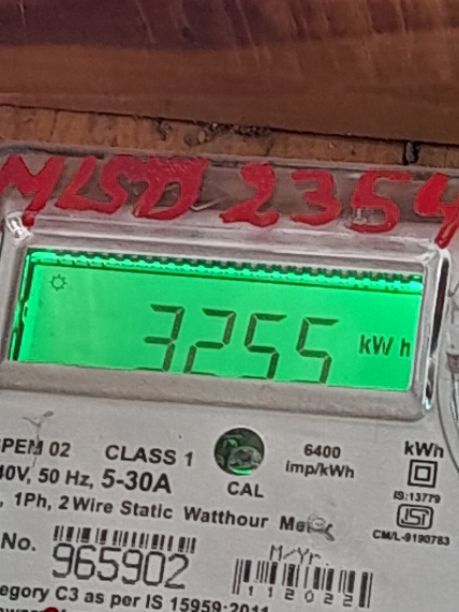 MLSD 2354
3255 kWh
PEM 02 CLASS 1 6400 imp/kWh kWh
40V, 50 Hz, 5-30A CAL
IS:13779
, 1Ph, 2 Wire Static Watthour
CM/L-9190783
No. 965902
M/Yr.
112022
egory C3 as per IS 15959:2011